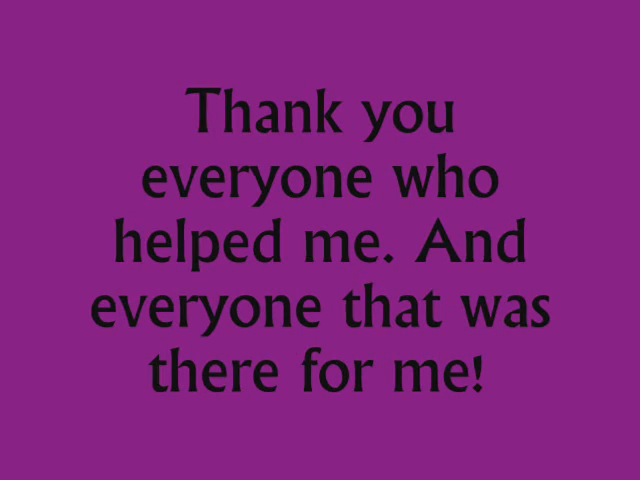 Thank you
everyone who
helped me. And
everyone that was
there for me!